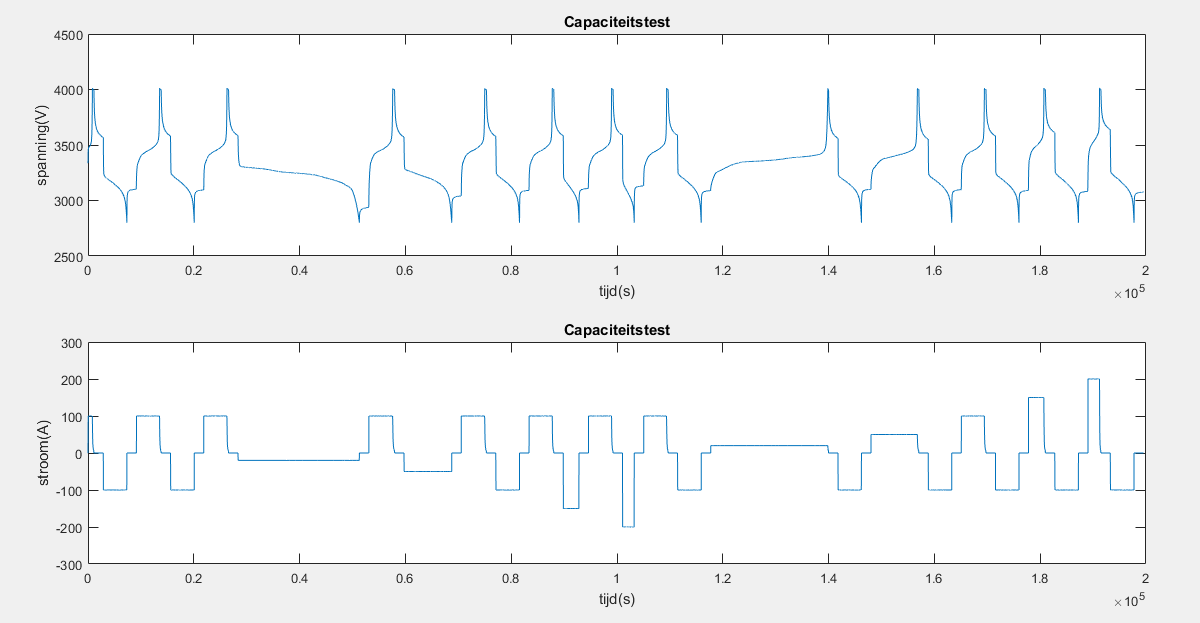 Capaciteitstest
4500
4000
3500
3000
2500
spanning(V)
0 0.2 0.4 0.6 0.8 1 1.2 1.4 1.6 1.8 2
tijd(s)
×10⁵
Capaciteitstest
300
200
100
0
-100
-200
-300
stroom(A)
0 0.2 0.4 0.6 0.8 1 1.2 1.4 1.6 1.8 2
tijd(s)
×10⁵